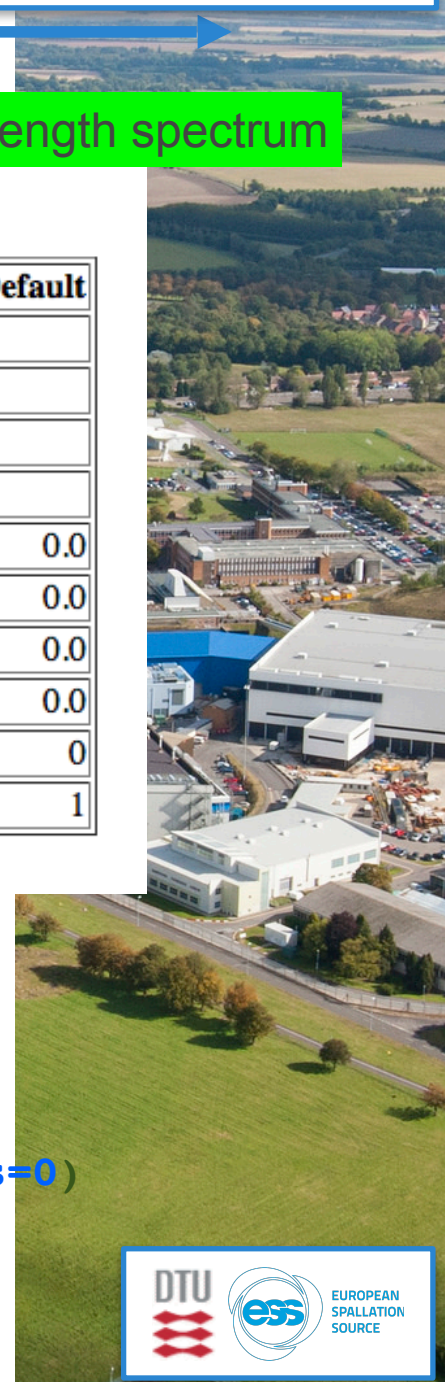 ength spectrum
efault
0.0
0.0
0.0
0.0
0
1
s=0)
DTU
ess
EUROPEAN
SPALLATION
SOURCE